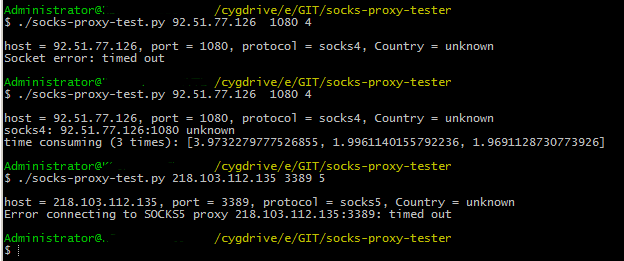 Administrator@ /cygdrive/e/GIT/socks-proxy-tester
$ ./socks-proxy-test.py 92.51.77.126  1080 4
host = 92.51.77.126, port = 1080, protocol = socks4, Country = unknown
Socket error: timed out
Administrator@ /cygdrive/e/GIT/socks-proxy-tester
$ ./socks-proxy-test.py 92.51.77.126  1080 4
host = 92.51.77.126, port = 1080, protocol = socks4, Country = unknown
socks4: 92.51.77.126:1080 unknown
time consuming (3 times): [3.9732279777526855, 1.9961140155792236, 1.9691128730773926]
Administrator@ /cygdrive/e/GIT/socks-proxy-tester
$ ./socks-proxy-test.py 218.103.112.135 3389 5
host = 218.103.112.135, port = 3389, protocol = socks5, Country = unknown
Error connecting to SOCKS5 proxy 218.103.112.135:3389: timed out
Administrator@ /cygdrive/e/GIT/socks-proxy-tester
$